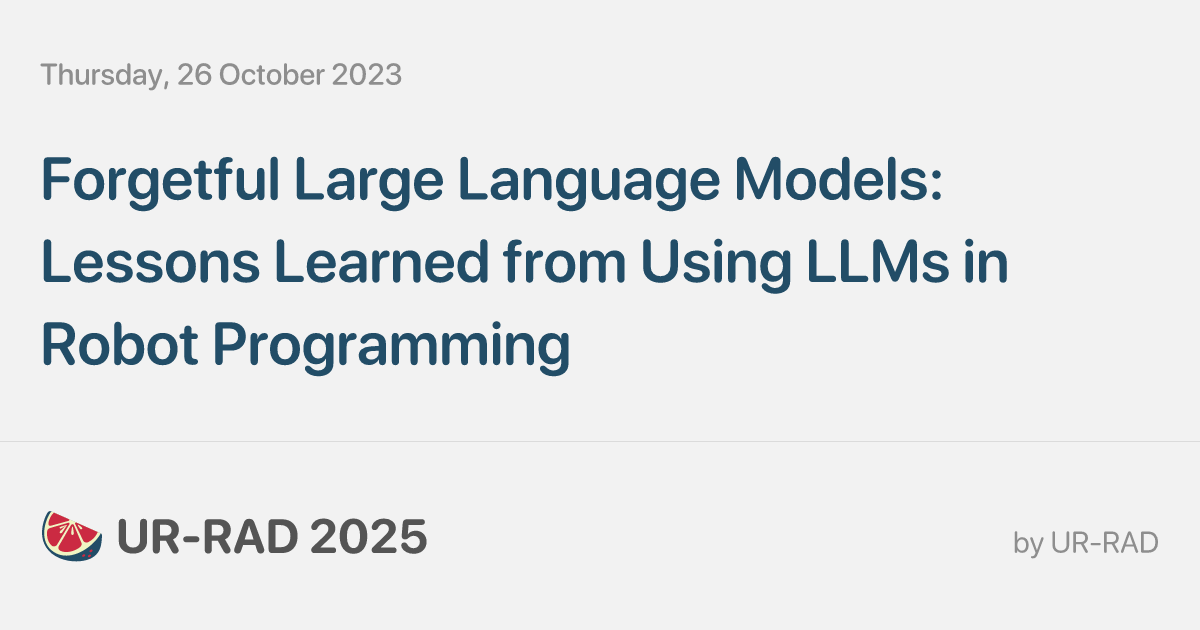 Thursday, 26 October 2023
Forgetful Large Language Models:
Lessons Learned from Using LLMs in
Robot Programming
UR-RAD 2025
by UR-RAD